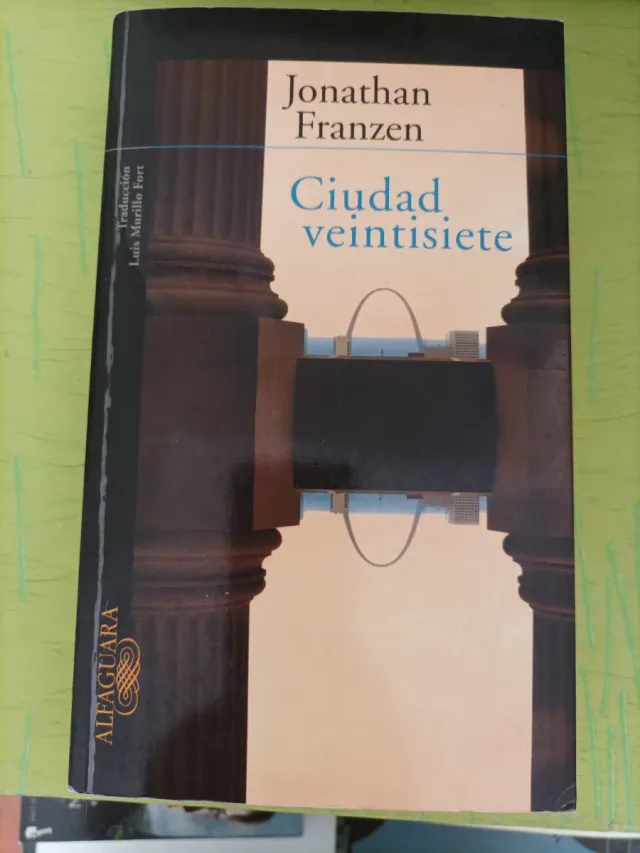 Jonathan
Franzen
Ciudad
veintisiete
Traducción
Luis Murillo Fort
ALFAGUARA